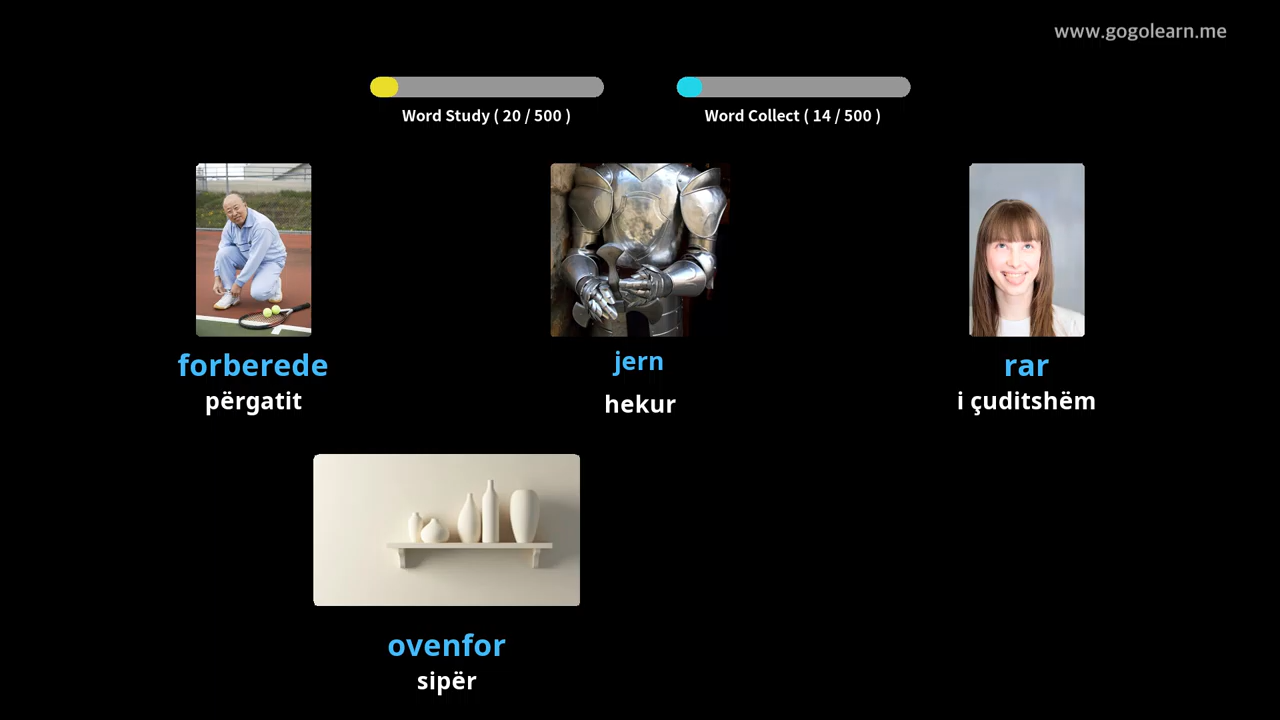 www.gogolearn.me
Word Study ( 20 / 500 )
Word Collect ( 14 / 500 )
forberede
përgatit
jern
hekur
rar
i çuditshëm
ovenfor
sipër